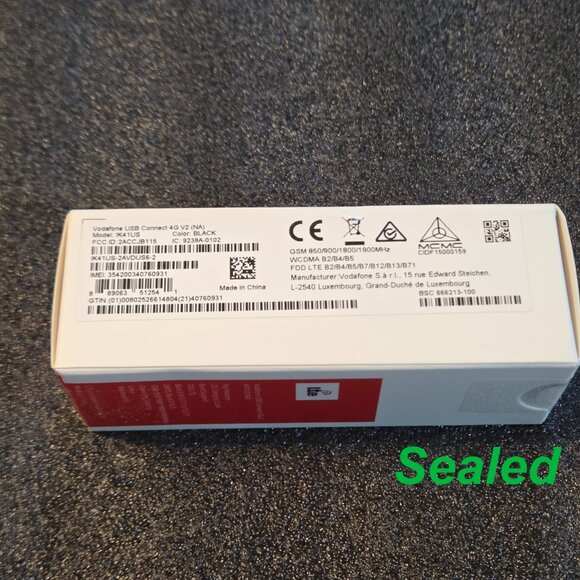 Vodafone USB Connect 4G V2 (NA)
Model: IK41US Color: BLACK
FCC ID: 2ACCJB115 IC: 9238A-0102
IK41US-2AVDUS6-2
IMEI: 354200340760931
8 89063 51254 1
Made in China
GTIN (01)00802526614804(21)40760931
CE
MCMC
CIDF15000159
GSM 850/900/1800/1900MHz
WCDMA B2/B4/B5
FDD LTE B2/B4/B5/B7/B12/B13/B71
Manufacturer: Vodafone S.à r.l., 15 rue Edward Steichen,
L-2540 Luxembourg, Grand-Duché de Luxembourg
BSC 666213-100
lte
Sealed